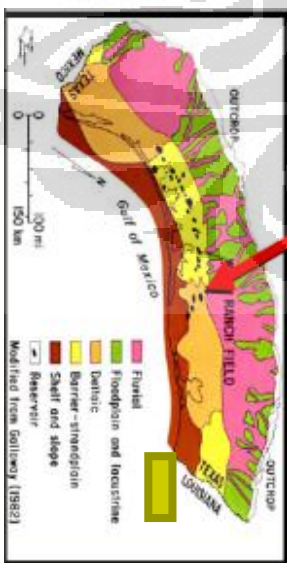 OUTCROP
OUTCROP
MEXICO
TEXAS
RANCH FIELD
TEXAS
LOUISIANA
Gulf of Mexico
N
0 100 mi
0 150 km
Fluvial
Floodplain and lacustrine
Deltaic
Barrier-strandplain
Shelf and slope
Reservoir
Modified from Galloway (1982)